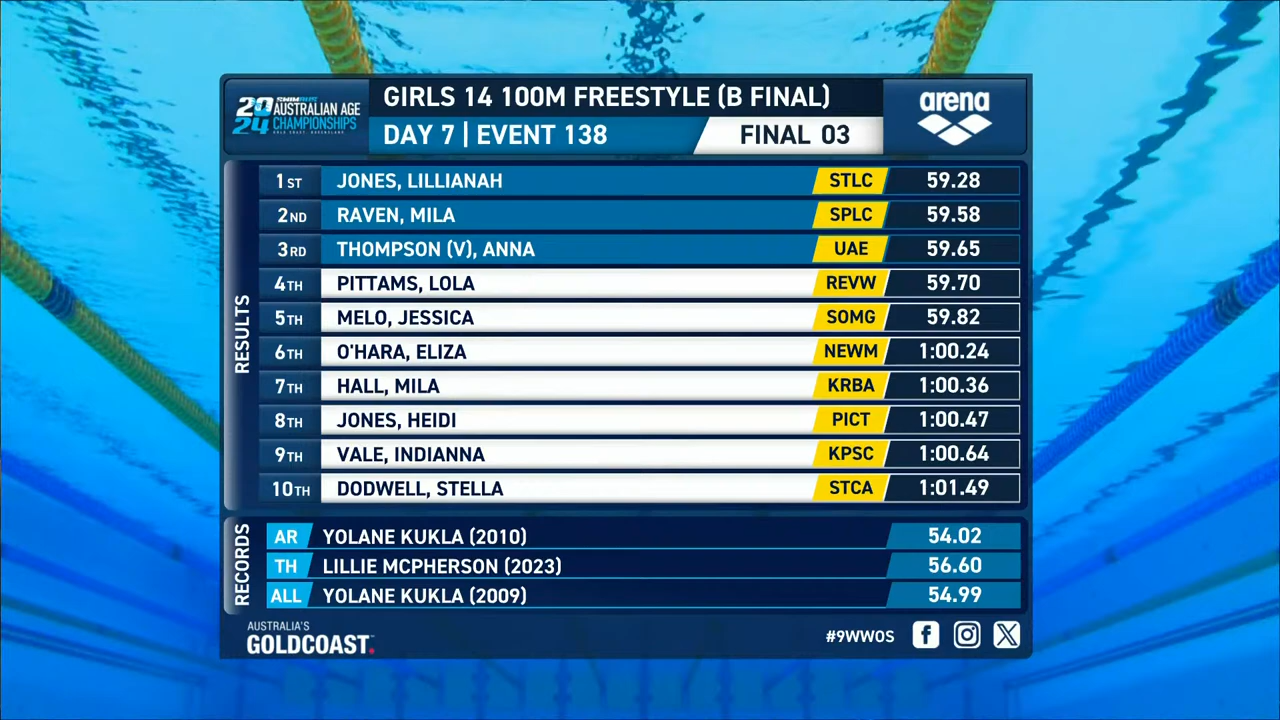 SWIMAUS
2024 AUSTRALIAN AGE
CHAMPIONSHIPS
GOLD COAST, QUEENSLAND
GIRLS 14 100M FREESTYLE (B FINAL)
DAY 7 | EVENT 138
FINAL 03
arena
RESULTS
1ST JONES, LILLIANAH STLC 59.28
2ND RAVEN, MILA SPLC 59.58
3RD THOMPSON (V), ANNA UAE 59.65
4TH PITTAMS, LOLA REVW 59.70
5TH MELO, JESSICA SOMG 59.82
6TH O'HARA, ELIZA NEWM 1:00.24
7TH HALL, MILA KRBA 1:00.36
8TH JONES, HEIDI PICT 1:00.47
9TH VALE, INDIANNA KPSC 1:00.64
10TH DODWELL, STELLA STCA 1:01.49
RECORDS
AR YOLANE KUKLA (2010) 54.02
TH LILLIE MCPHERSON (2023) 56.60
ALL YOLANE KUKLA (2009) 54.99
AUSTRALIA'S
GOLDCOAST.
#9WWOS